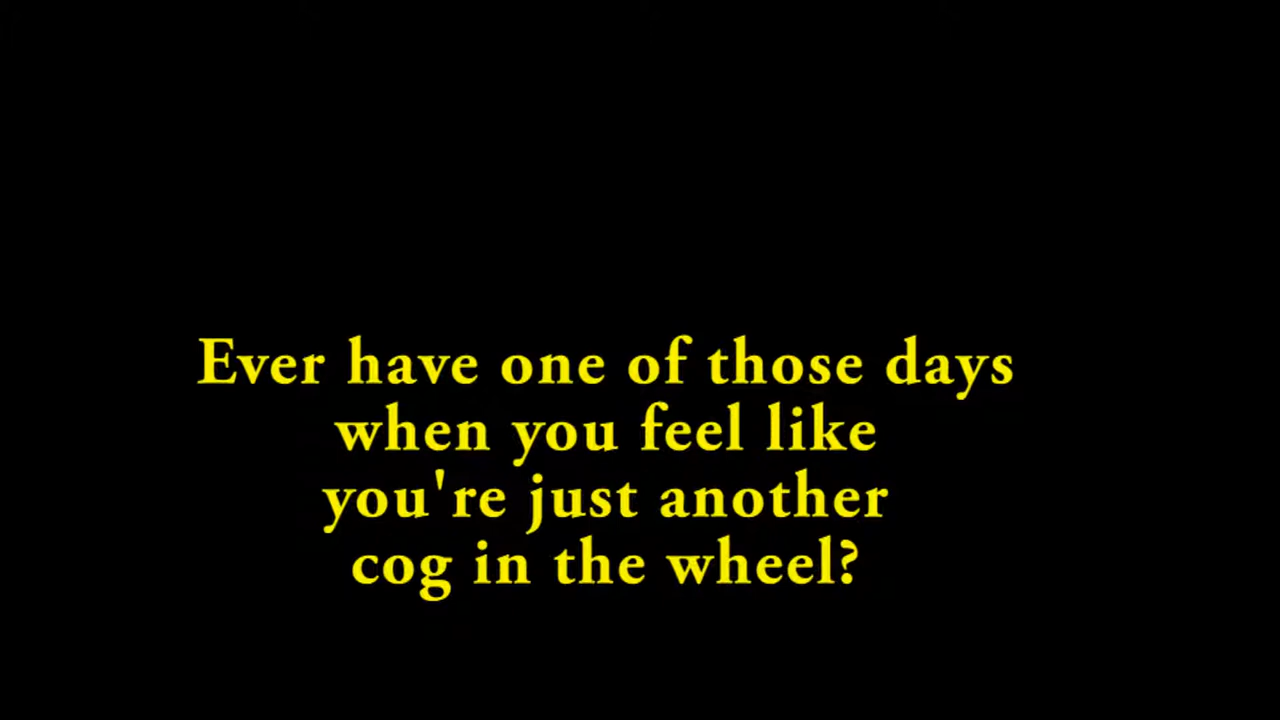 Ever have one of those days
when you feel like
you're just another
cog in the wheel?